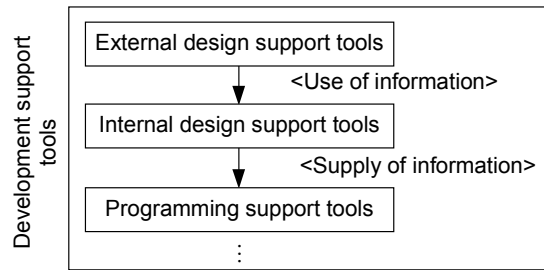 Development support
tools
External design support tools
<Use of information>
Internal design support tools
<Supply of information>
Programming support tools
⋮